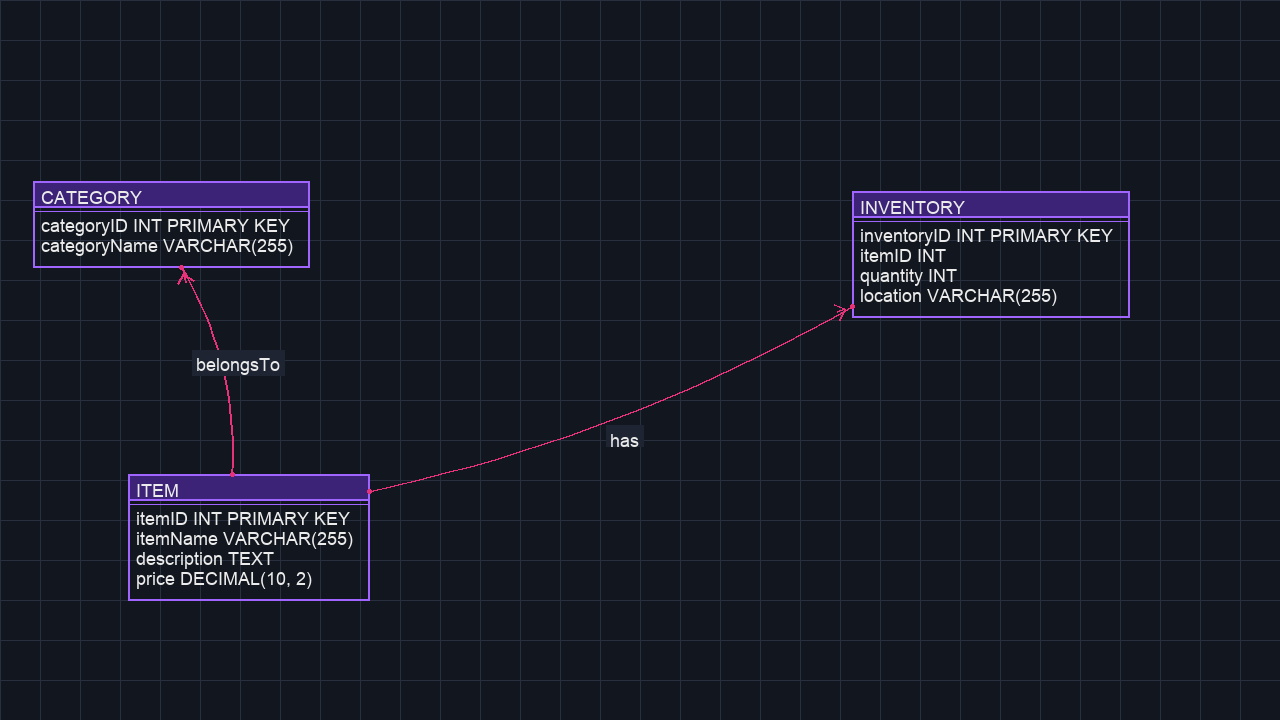 CATEGORY
categoryID INT PRIMARY KEY
categoryName VARCHAR(255)
INVENTORY
inventoryID INT PRIMARY KEY
itemID INT
quantity INT
location VARCHAR(255)
belongsTo
has
ITEM
itemID INT PRIMARY KEY
itemName VARCHAR(255)
description TEXT
price DECIMAL(10, 2)